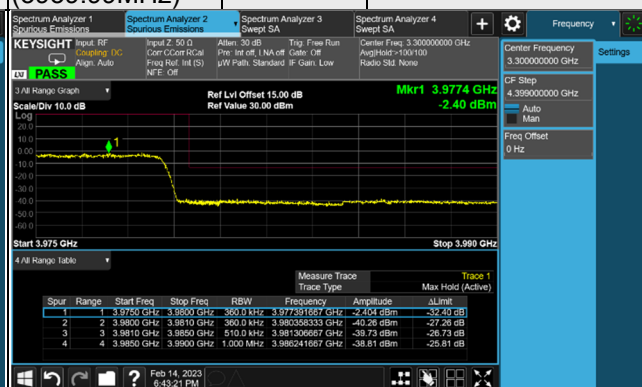 Spectrum Analyzer 1
Spurious Emissions
Spectrum Analyzer 2
Spurious Emissions
Spectrum Analyzer 3
Swept SA
Spectrum Analyzer 4
Swept SA
Frequency
KEYSIGHT
Input: RF
Coupling: DC
Align: Auto
Input Z: 50 Ω
Corr CCorr RCal
Freq Ref: Int (S)
NFE: Off
Atten: 30 dB
Pre: Int off, LNA off
µW Path: Standard
Trig: Free Run
Gate: Off
IF Gain: Low
Center Freq: 3.300000000 GHz
Avg|Hold:>100/100
Radio Std: None
LXI
PASS
3 All Range Graph
Scale/Div 10.0 dB
Ref Lvl Offset 15.00 dB
Ref Value 30.00 dBm
Mkr1 3.9774 GHz
-2.40 dBm
Log
20.0
10.0
0.00
-10.0
-20.0
-30.0
-40.0
-50.0
-60.0
1
Start 3.975 GHz
Stop 3.990 GHz
4 All Range Table
Measure Trace Trace 1
Trace Type Max Hold (Active)
Spur Range Start Freq Stop Freq RBW Frequency Amplitude ΔLimit
1 1 3.9750 GHz 3.9800 GHz 360.0 kHz 3.977391667 GHz -2.404 dBm -32.40 dB
2 2 3.9800 GHz 3.9810 GHz 360.0 kHz 3.980358333 GHz -40.26 dBm -27.26 dB
3 3 3.9810 GHz 3.9850 GHz 510.0 kHz 3.981306667 GHz -39.73 dBm -26.73 dB
4 4 3.9850 GHz 3.9900 GHz 1.000 MHz 3.986241667 GHz -38.81 dBm -25.81 dB
Center Frequency
3.300000000 GHz
Settings
CF Step
4.399000000 GHz
Auto
Man
Freq Offset
0 Hz
?
Feb 14, 2023
6:43:21 PM